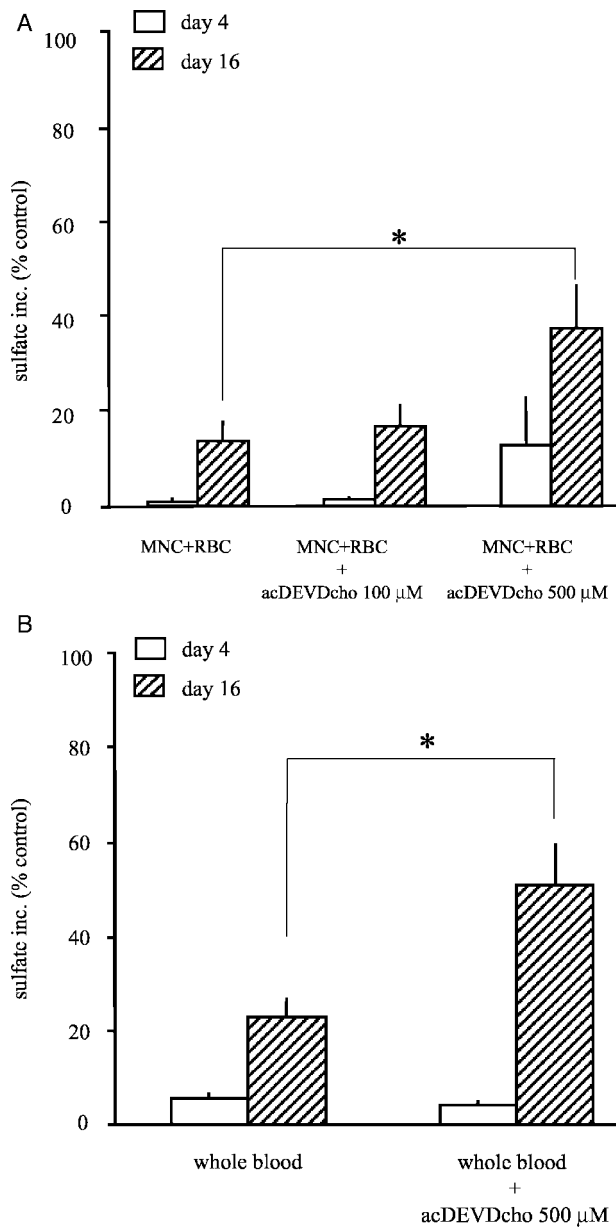 A
day 4
day 16
100
80
60
40
20
0
sulfate inc. (% control)
*
MNC+RBC
MNC+RBC
+
acDEVDcho 100 μM
MNC+RBC
+
acDEVDcho 500 μM
B
day 4
day 16
100
80
60
40
20
0
sulfate inc. (% control)
*
whole blood
whole blood
+
acDEVDcho 500 μM